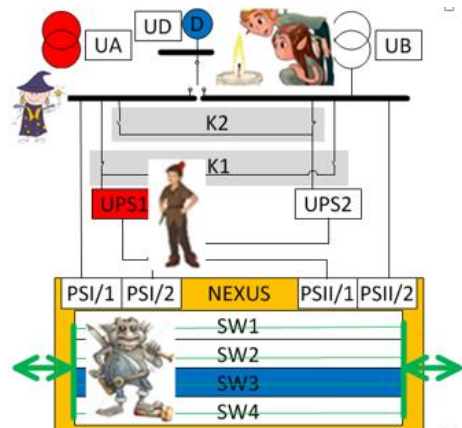 UA UD D UB
K2
K1
UPS1 UPS2
PSI/1 PSI/2 NEXUS PSII/1 PSII/2
SW1
SW2
SW3
SW4